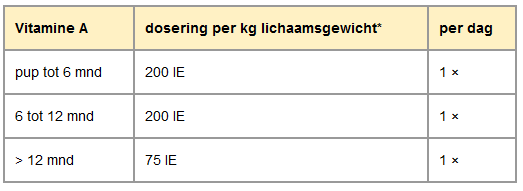 Vitamine A dosering per kg lichaamsgewicht* per dag
pup tot 6 mnd 200 IE 1 ×
6 tot 12 mnd 200 IE 1 ×
> 12 mnd 75 IE 1 ×